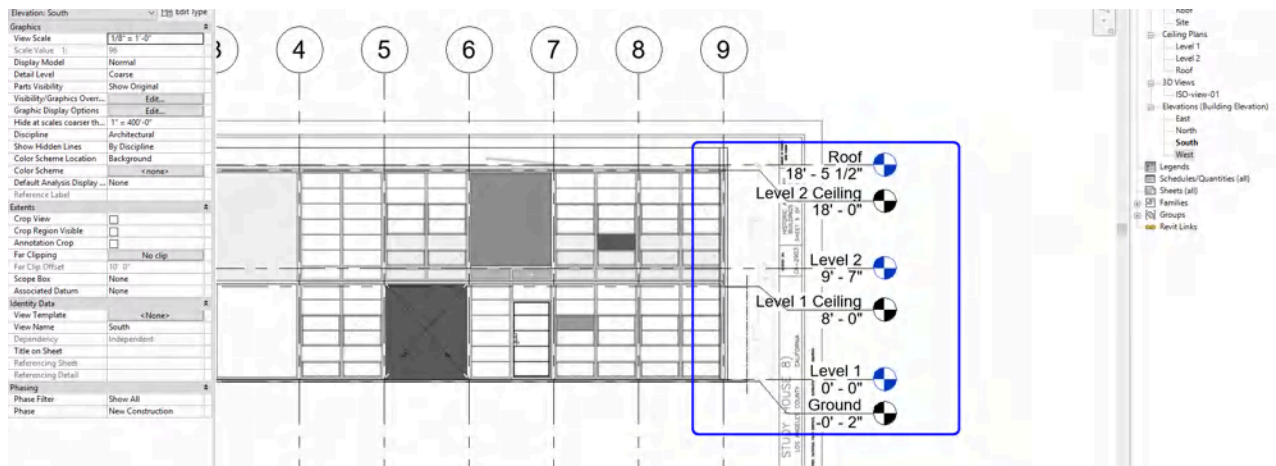 Elevation: South
Edit Type
Graphics
View Scale 1/8" = 1'-0"
Scale Value 1: 96
Display Model Normal
Detail Level Coarse
Parts Visibility Show Original
Visibility/Graphics Overr... Edit...
Graphic Display Options Edit...
Hide at scales coarser th... 1" = 400'-0"
Discipline Architectural
Show Hidden Lines By Discipline
Color Scheme Location Background
Color Scheme <none>
Default Analysis Display ... None
Reference Label
Extents
Crop View
Crop Region Visible
Annotation Crop
Far Clipping No clip
Far Clip Offset 10' 0"
Scope Box None
Associated Datum None
Identity Data
View Template <None>
View Name South
Dependency Independent
Title on Sheet
Referencing Sheet
Referencing Detail
Phasing
Phase Filter Show All
Phase New Construction
3 4 5 6 7 8 9
Roof
18' - 5 1/2"
Level 2 Ceiling
18' - 0"
Level 2
9' - 7"
Level 1 Ceiling
8' - 0"
Level 1
0' - 0"
Ground
-0' - 2"
STUDY HOUSE 8)
LOS ANGELES COUNTY
CALIFORNIA
Roof
Site
Ceiling Plans
Level 1
Level 2
Roof
3D Views
ISO-view-01
Elevations (Building Elevation)
East
North
South
West
Legends
Schedules/Quantities (all)
Sheets (all)
Families
Groups
Revit Links